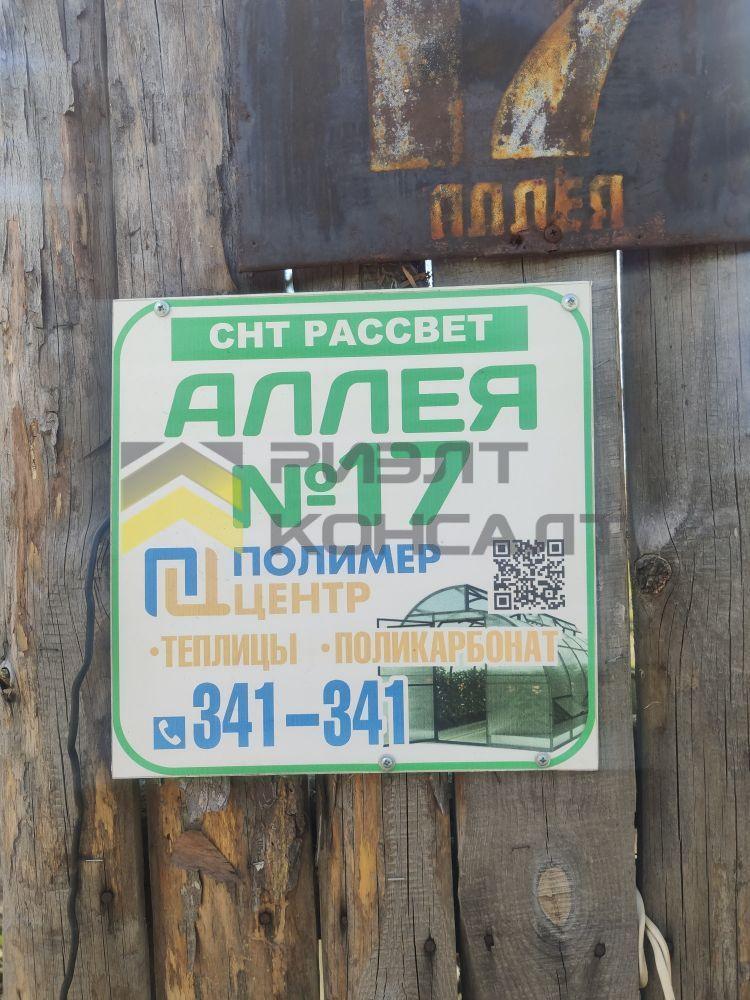 17
АЛЛЕЯ
СНТ РАССВЕТ
АЛЛЕЯ
№17
РИЭЛТ
КОНСАЛТ
ПОЛИМЕР
ЦЕНТР
•ТЕПЛИЦЫ •ПОЛИКАРБОНАТ
341-341